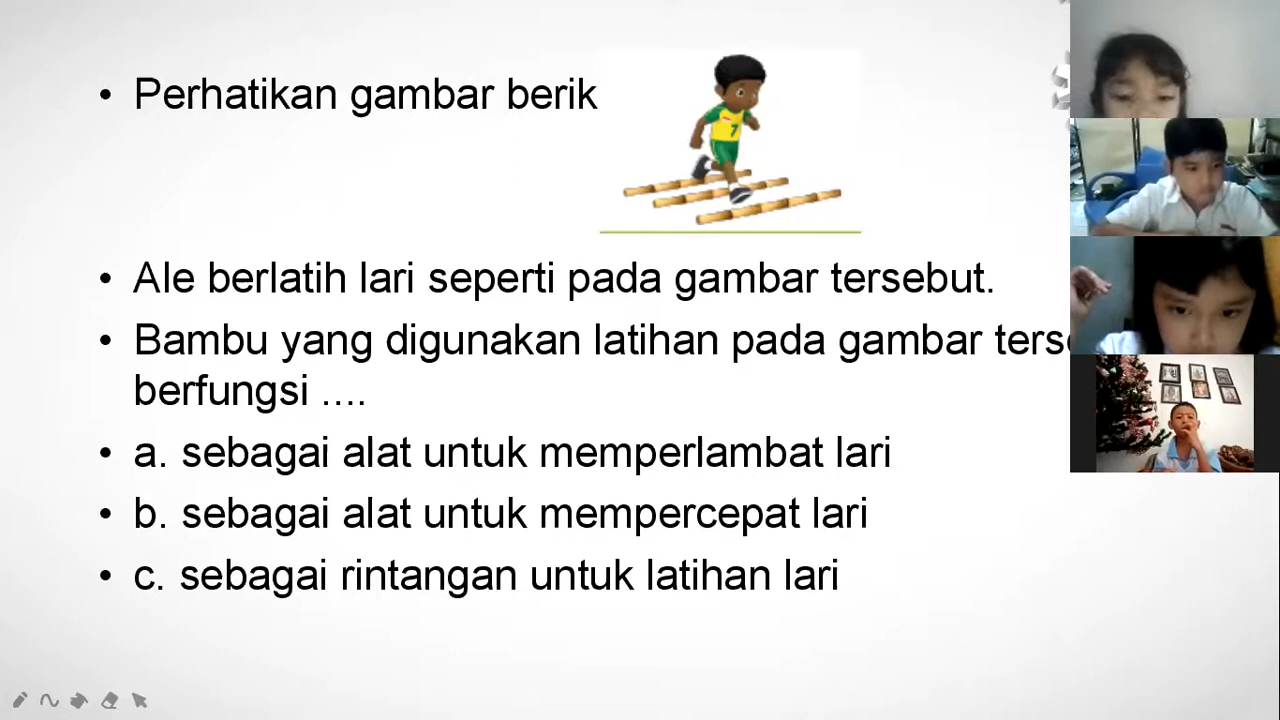 • Perhatikan gambar berik
7
• Ale berlatih lari seperti pada gambar tersebut.
• Bambu yang digunakan latihan pada gambar
berfungsi ....
• a. sebagai alat untuk memperlambat lari
• b. sebagai alat untuk mempercepat lari
• c. sebagai rintangan untuk latihan lari